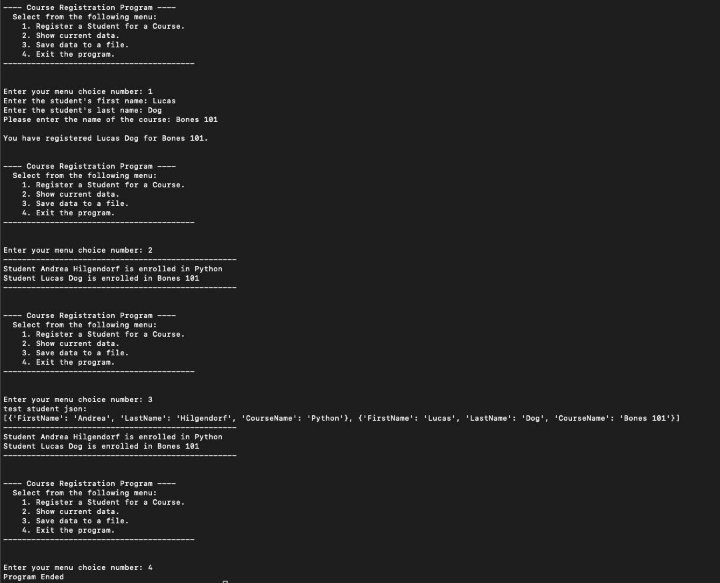 ---- Course Registration Program ----
  Select from the following menu:
    1. Register a Student for a Course.
    2. Show current data.
    3. Save data to a file.
    4. Exit the program.
-----------------------------------------
Enter your menu choice number: 1
Enter the student's first name: Lucas
Enter the student's last name: Dog
Please enter the name of the course: Bones 101
You have registered Lucas Dog for Bones 101.
---- Course Registration Program ----
  Select from the following menu:
    1. Register a Student for a Course.
    2. Show current data.
    3. Save data to a file.
    4. Exit the program.
-----------------------------------------
Enter your menu choice number: 2
--------------------------------------------------
Student Andrea Hilgendorf is enrolled in Python
Student Lucas Dog is enrolled in Bones 101
--------------------------------------------------
---- Course Registration Program ----
  Select from the following menu:
    1. Register a Student for a Course.
    2. Show current data.
    3. Save data to a file.
    4. Exit the program.
-----------------------------------------
Enter your menu choice number: 3
test student json:
[{'FirstName': 'Andrea', 'LastName': 'Hilgendorf', 'CourseName': 'Python'}, {'FirstName': 'Lucas', 'LastName': 'Dog', 'CourseName': 'Bones 101'}]
--------------------------------------------------
Student Andrea Hilgendorf is enrolled in Python
Student Lucas Dog is enrolled in Bones 101
--------------------------------------------------
---- Course Registration Program ----
  Select from the following menu:
    1. Register a Student for a Course.
    2. Show current data.
    3. Save data to a file.
    4. Exit the program.
-----------------------------------------
Enter your menu choice number: 4
Program Ended